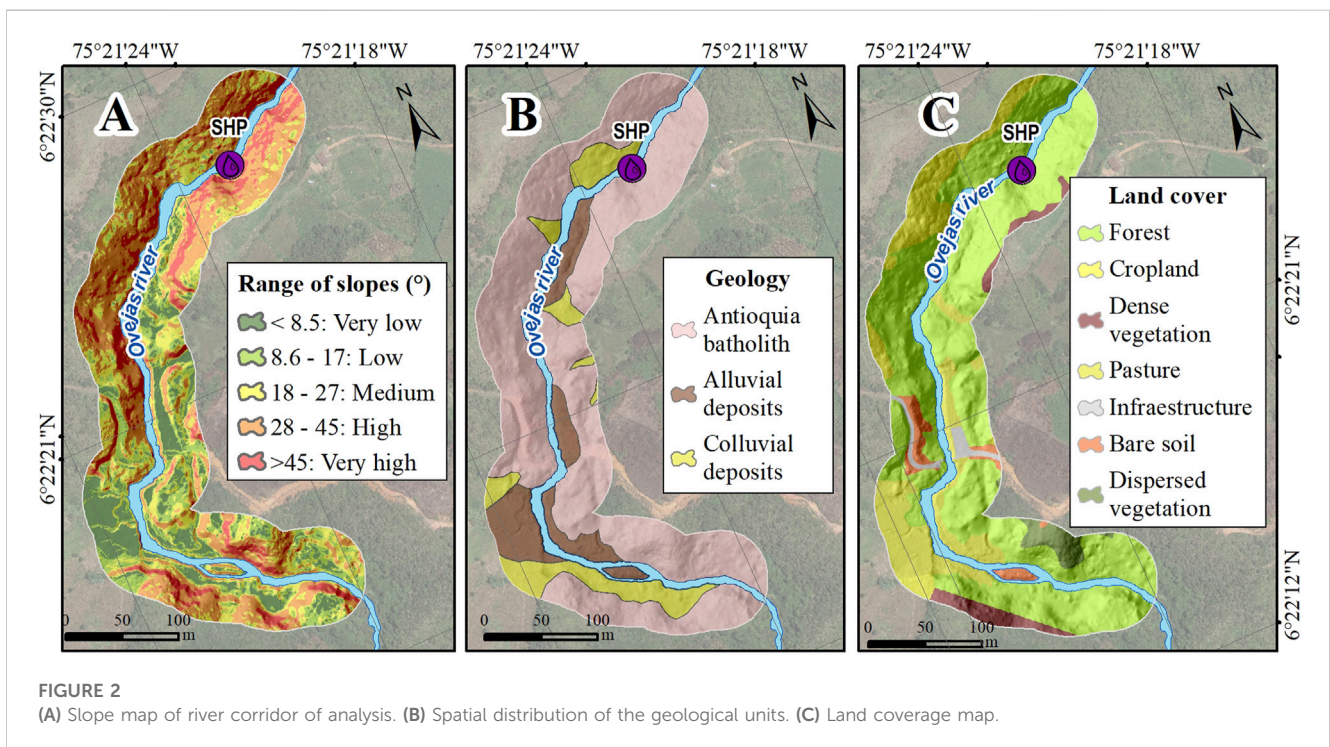 75°21'24"W
75°21'18"W
75°21'24"W
75°21'18"W
75°21'24"W
75°21'18"W
6°22'30"N
6°22'21"N
A
SHP
N
Ovejas river
Range of slopes (°)
< 8.5: Very low
8.6 - 17: Low
18 - 27: Medium
28 - 45: High
>45: Very high
0 50 100
m
B
SHP
N
Ovejas river
Geology
Antioquia
batholith
Alluvial
deposits
Colluvial
deposits
0 50 100
m
C
SHP
N
Ovejas river
Land cover
Forest
Cropland
Dense
vegetation
Pasture
Infraestructure
Bare soil
Dispersed
vegetation
0 50 100
m
6°22'21"N
6°22'12"N
FIGURE 2
(A) Slope map of river corridor of analysis. (B) Spatial distribution of the geological units. (C) Land coverage map.